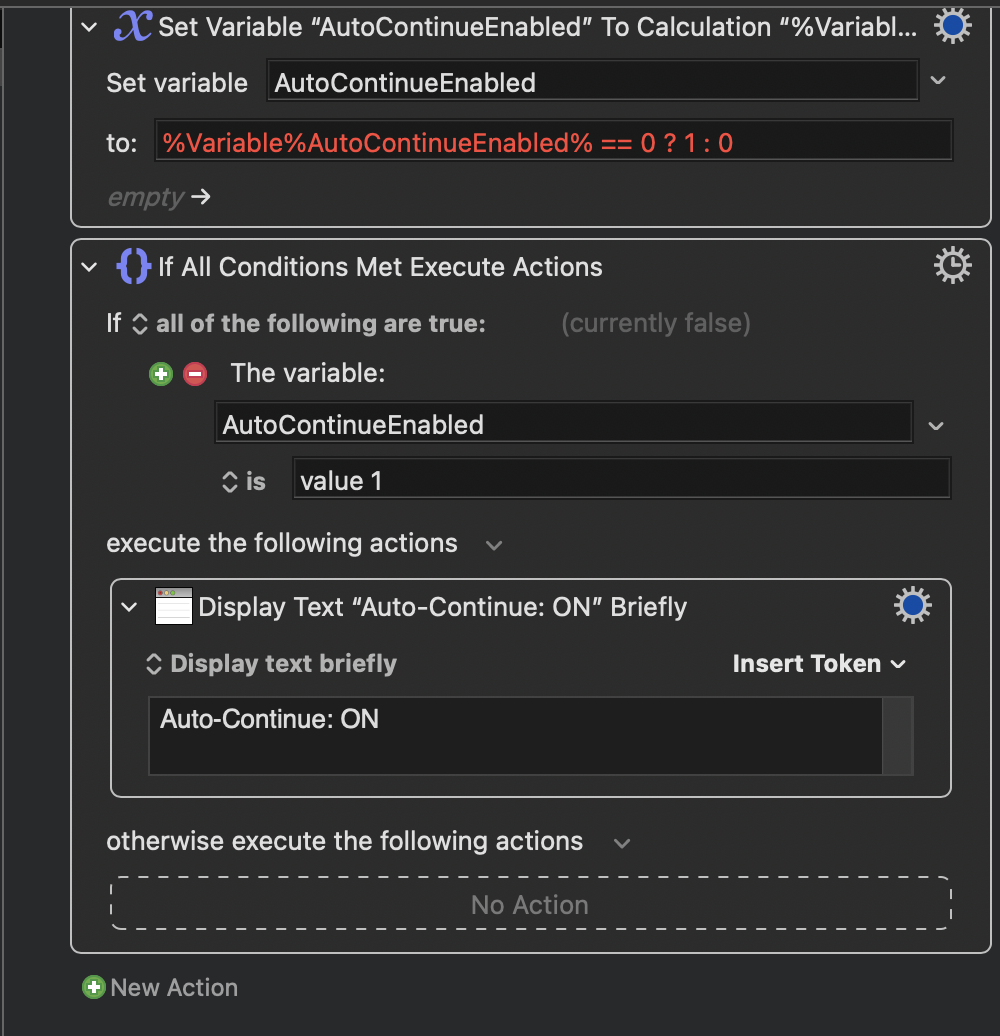 Set Variable “AutoContinueEnabled” To Calculation “%Variabl...
Set variable AutoContinueEnabled
to: %Variable%AutoContinueEnabled% == 0 ? 1 : 0
empty →
If All Conditions Met Execute Actions
If all of the following are true: (currently false)
The variable:
AutoContinueEnabled
is value 1
execute the following actions
Display Text “Auto-Continue: ON” Briefly
Display text briefly Insert Token
Auto-Continue: ON
otherwise execute the following actions
No Action
New Action